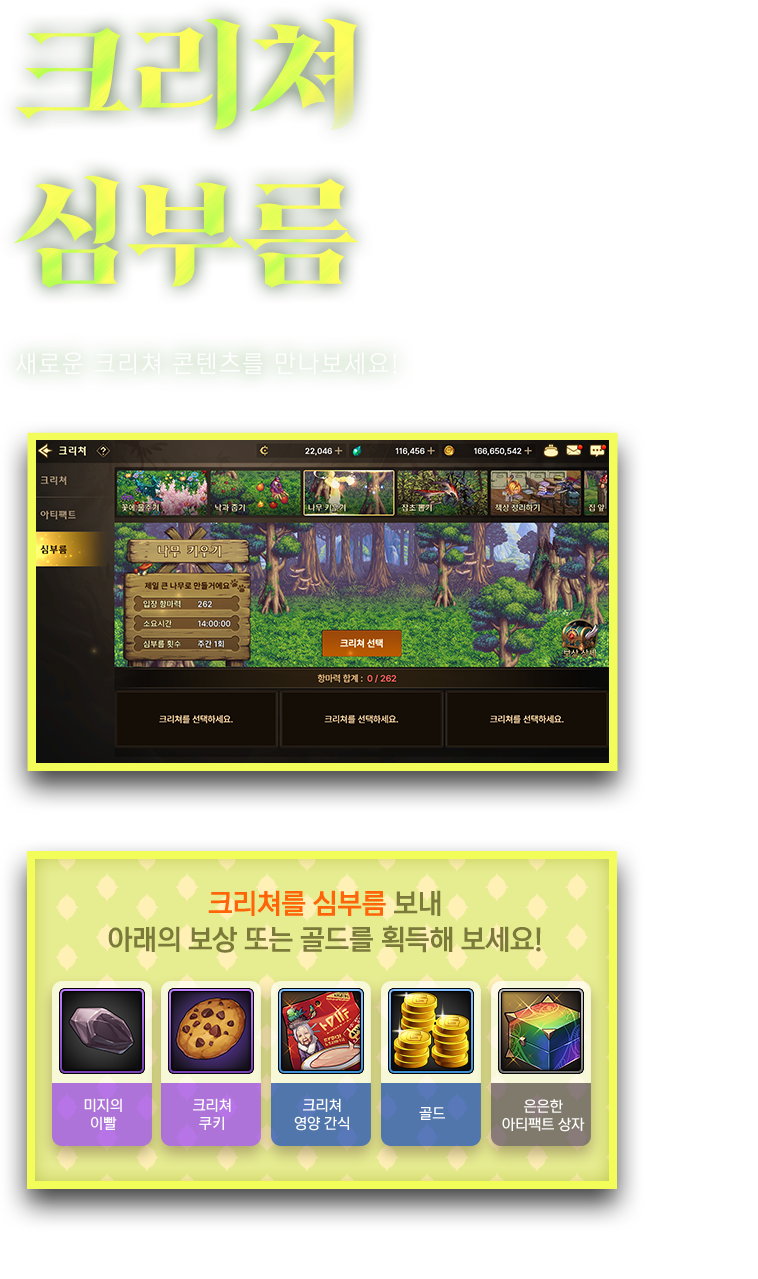 크리쳐
심부름
새로운 크리쳐 콘텐츠를 만나보세요!
크리쳐 ?
22,046
116,456
166,650,542
크리쳐
아티팩트
심부름
꽃에 물주기
낙과 줍기
나무 키우기
잡초 뽑기
책상 정리하기
집 앞
나무 키우기
제일 큰 나무로 만들거에요
입장 항마력 262
소요시간 14:00:00
심부름 횟수 주간 1회
크리쳐 선택
보상 상세
항마력 합계 : 0 / 262
크리쳐를 선택하세요.
크리쳐를 선택하세요.
크리쳐를 선택하세요.
크리쳐를 심부름 보내
아래의 보상 또는 골드를 획득해 보세요!
미지의
이빨
크리쳐
쿠키
크리쳐
영양 간식
골드
은은한
아티팩트 상자